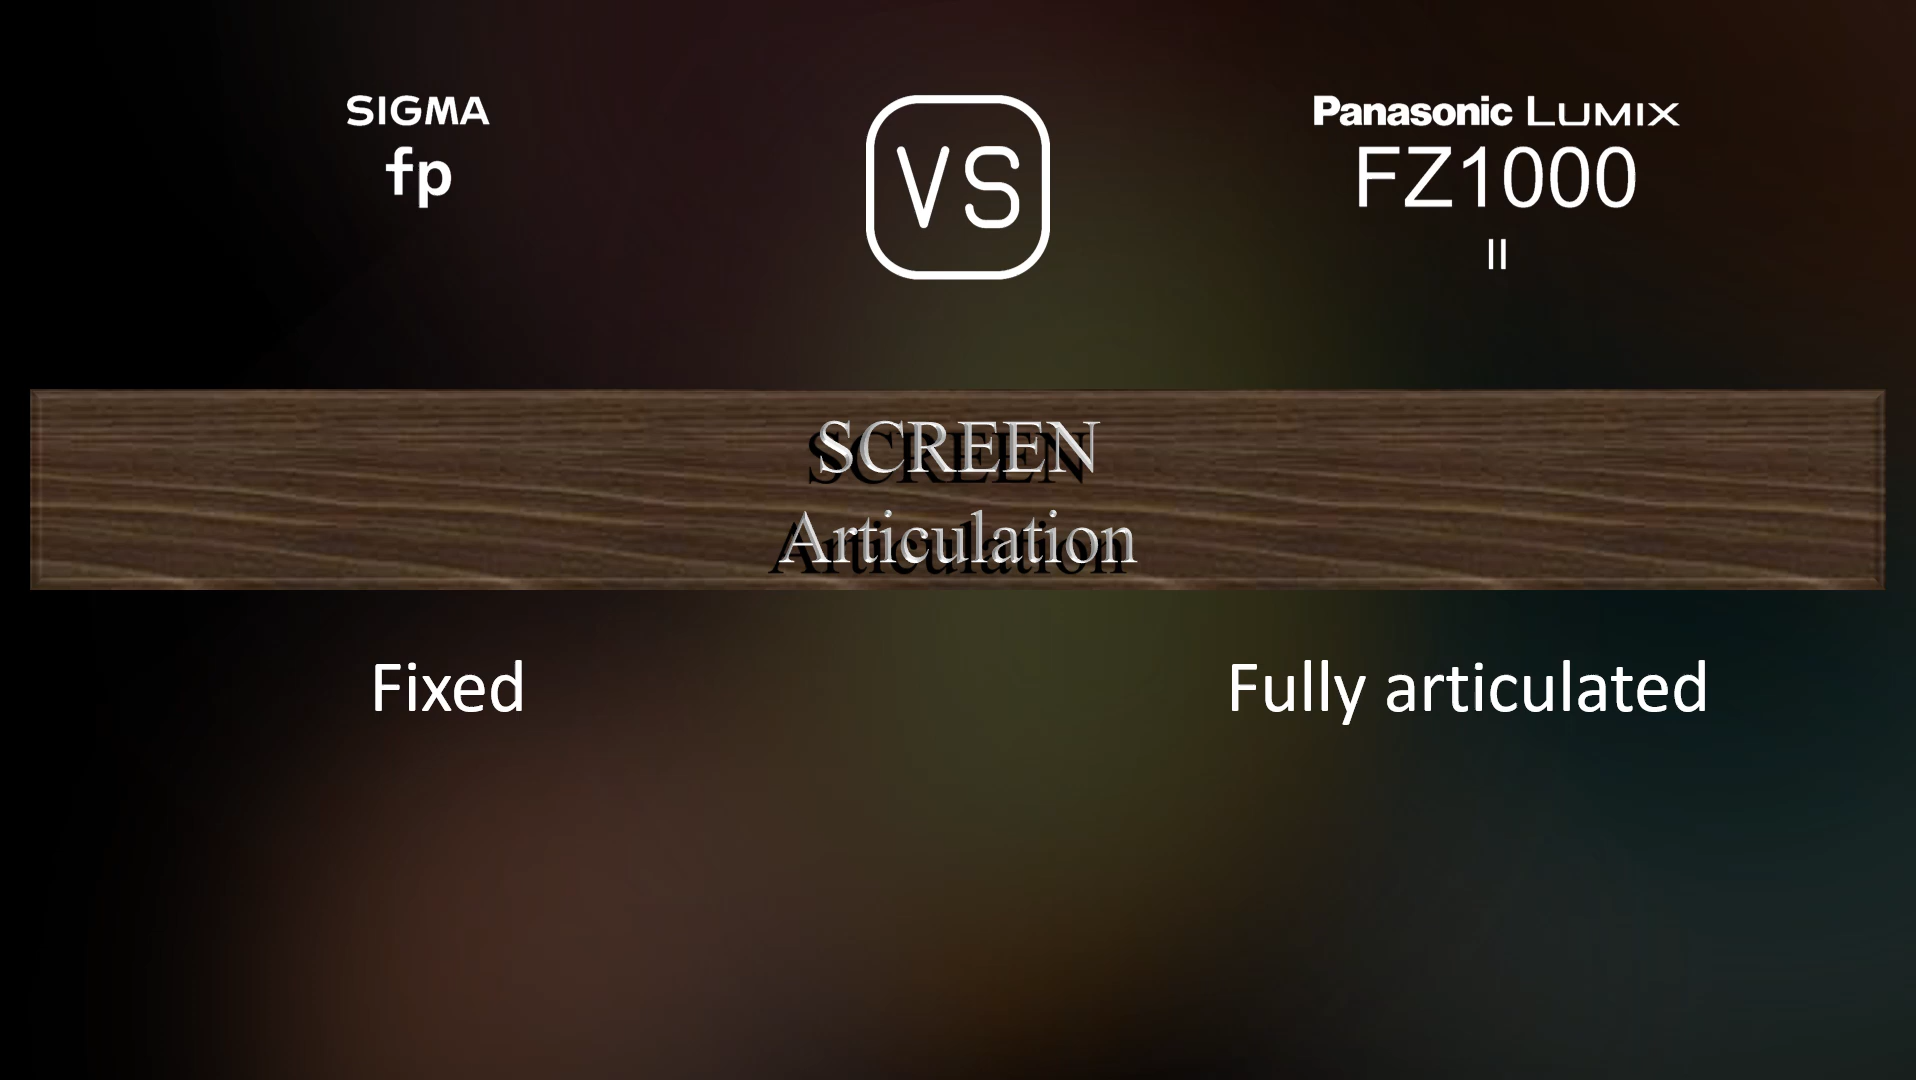 SIGMA
fp
VS
Panasonic LUMIX
FZ1000
II
SCREEN
Articulation
Fixed
Fully articulated